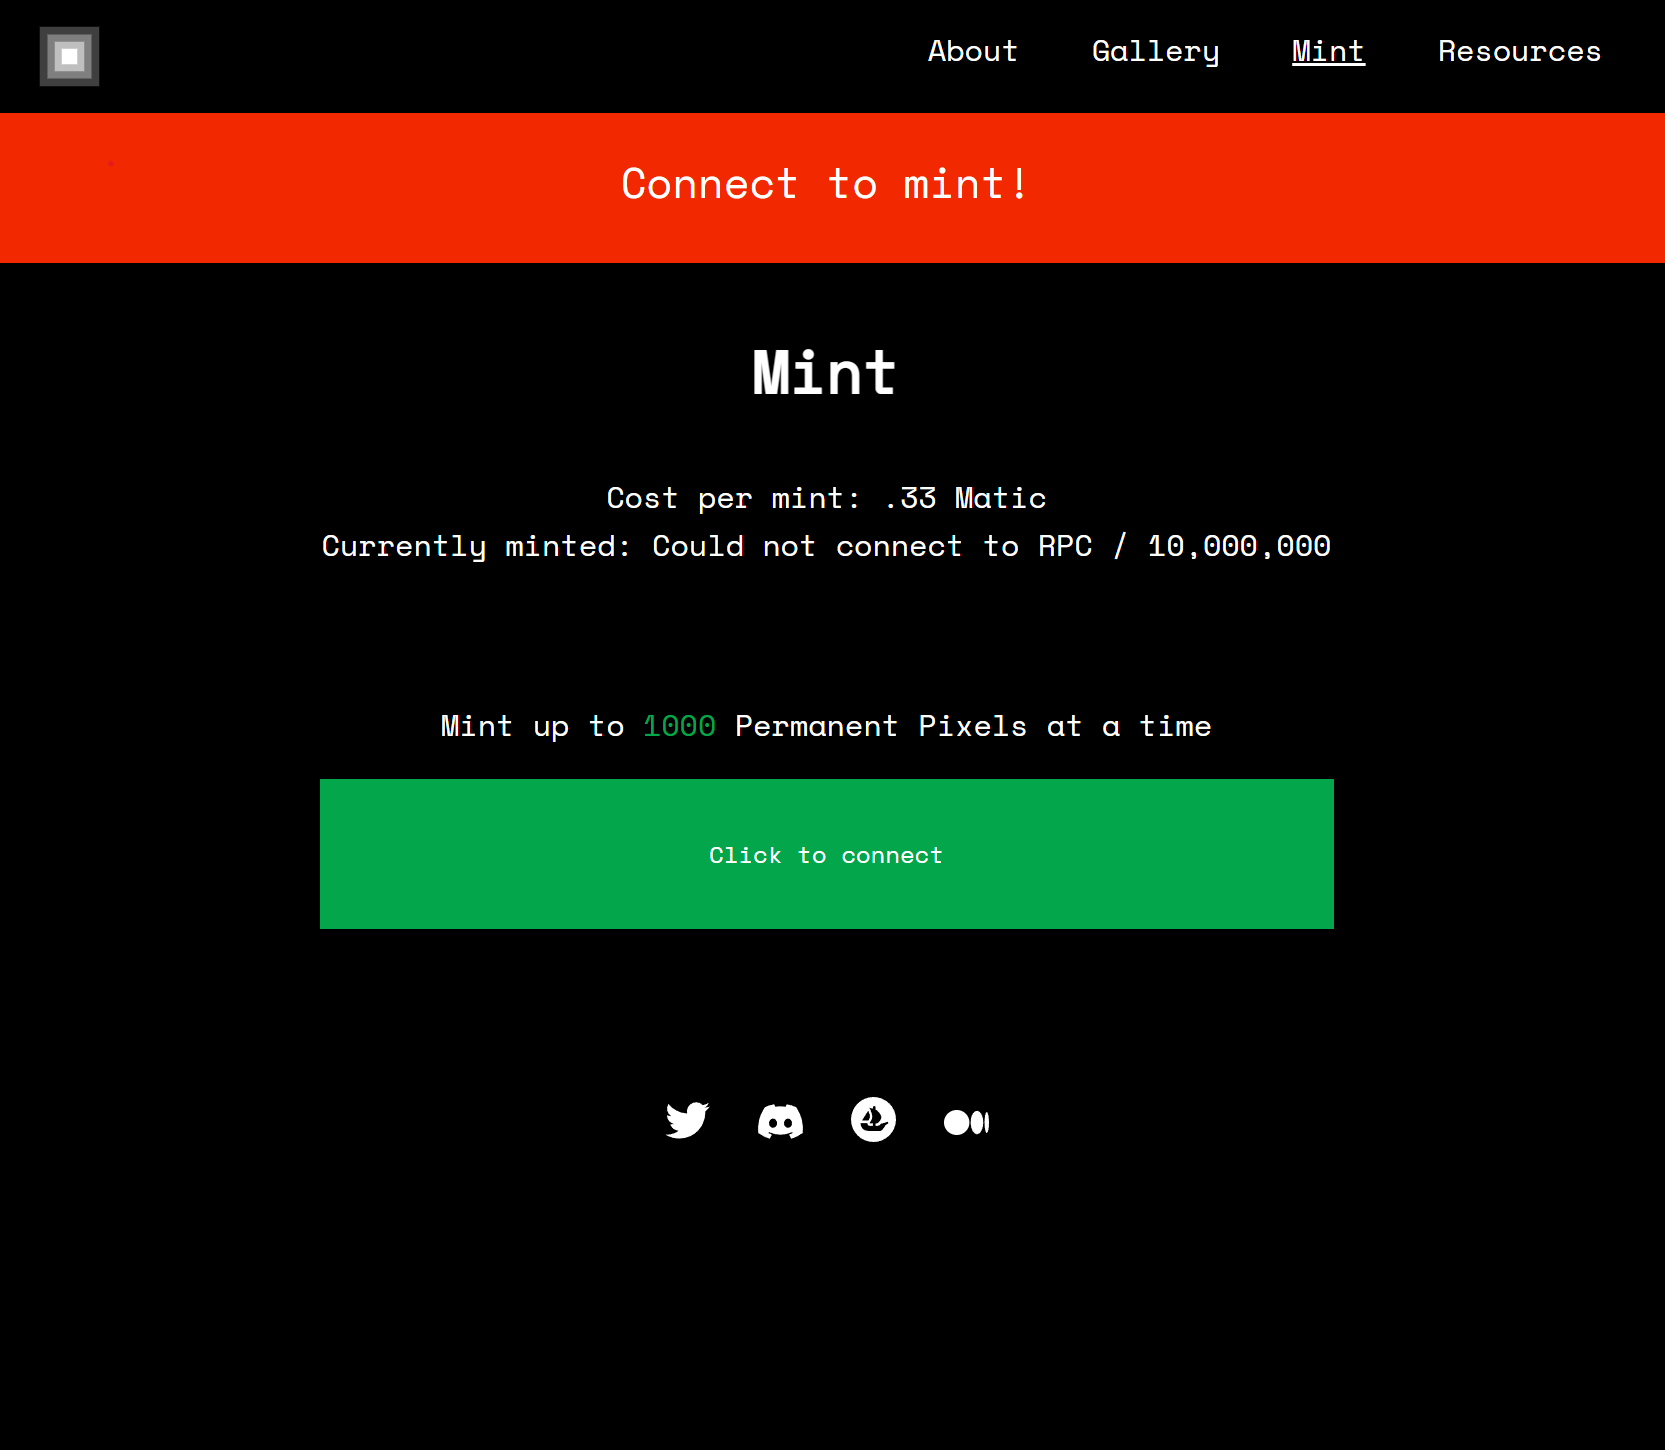 About Gallery Mint Resources
Connect to mint!
Mint
Cost per mint: .33 Matic
Currently minted: Could not connect to RPC / 10,000,000
Mint up to 1000 Permanent Pixels at a time
Click to connect